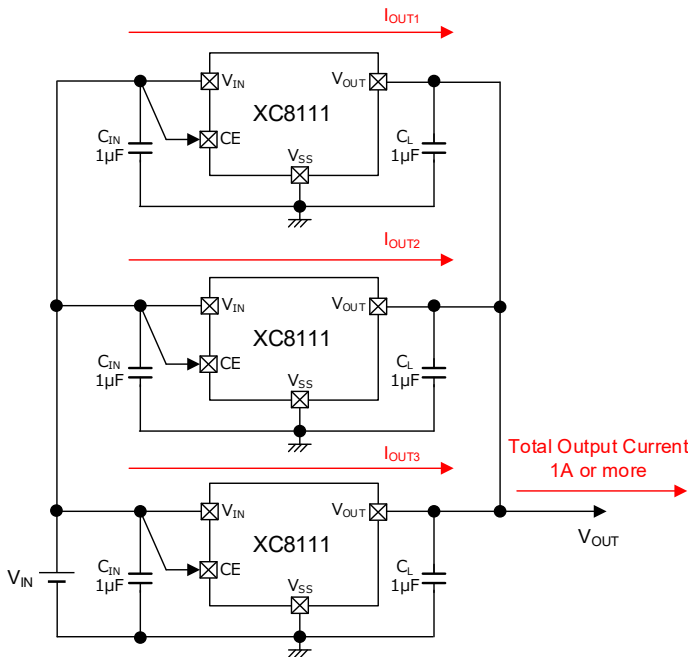 IOUT1
VIN
VOUT
XC8111
CIN
1µF
CE
CL
1µF
VSS
IOUT2
VIN
VOUT
XC8111
CIN
1µF
CE
CL
1µF
VSS
IOUT3
Total Output Current
1A or more
VIN
VOUT
XC8111
VOUT
VIN
CIN
1µF
CE
CL
1µF
VSS